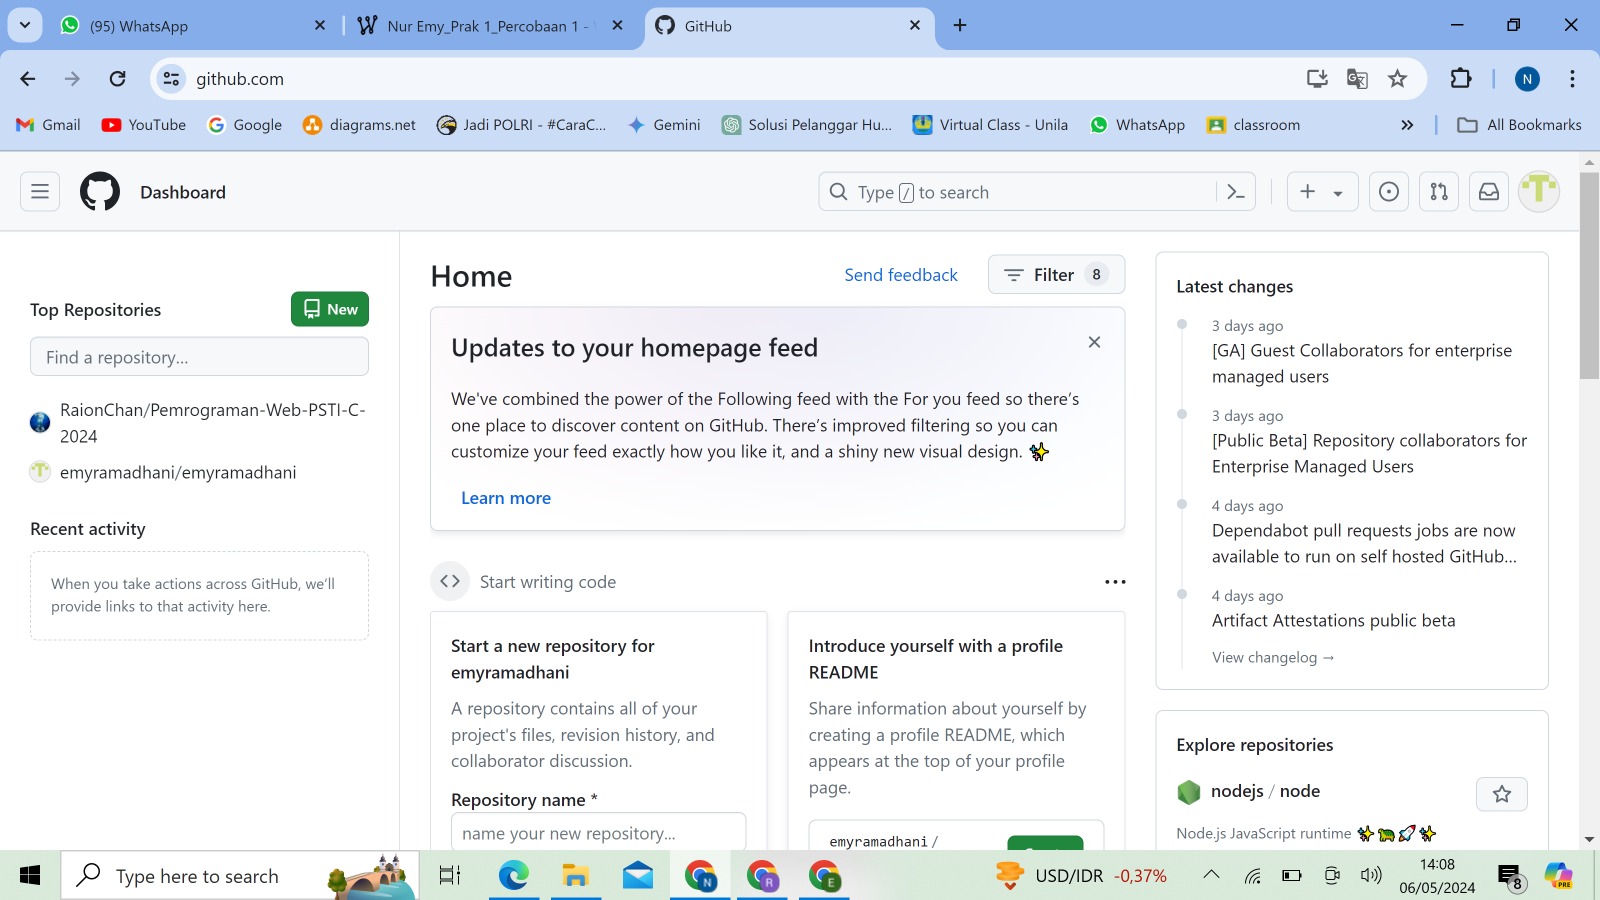 (95) WhatsApp
Nur Emy_Prak 1_Percobaan 1 -
GitHub
github.com
N
Gmail
YouTube
Google
diagrams.net
Jadi POLRI - #CaraC...
Gemini
Solusi Pelanggar Hu...
Virtual Class - Unila
WhatsApp
classroom
All Bookmarks
Dashboard
Type / to search
Top Repositories
New
Find a repository...
RaionChan/Pemrograman-Web-PSTI-C-
2024
emyramadhani/emyramadhani
Recent activity
When you take actions across GitHub, we'll
provide links to that activity here.
Home
Send feedback
Filter 8
Updates to your homepage feed
We've combined the power of the Following feed with the For you feed so there's
one place to discover content on GitHub. There's improved filtering so you can
customize your feed exactly how you like it, and a shiny new visual design. ✨
Learn more
Start writing code
Start a new repository for
emyramadhani
A repository contains all of your
project's files, revision history, and
collaborator discussion.
Repository name *
name your new repository...
Introduce yourself with a profile
README
Share information about yourself by
creating a profile README, which
appears at the top of your profile
page.
emyramadhani/
Latest changes
3 days ago
[GA] Guest Collaborators for enterprise
managed users
3 days ago
[Public Beta] Repository collaborators for
Enterprise Managed Users
4 days ago
Dependabot pull requests jobs are now
available to run on self hosted GitHub...
4 days ago
Artifact Attestations public beta
View changelog →
Explore repositories
nodejs / node
Node.js JavaScript runtime ✨🐢🚀✨
Type here to search
N
R
E
USD/IDR -0,37%
14:08
06/05/2024
8
PRE